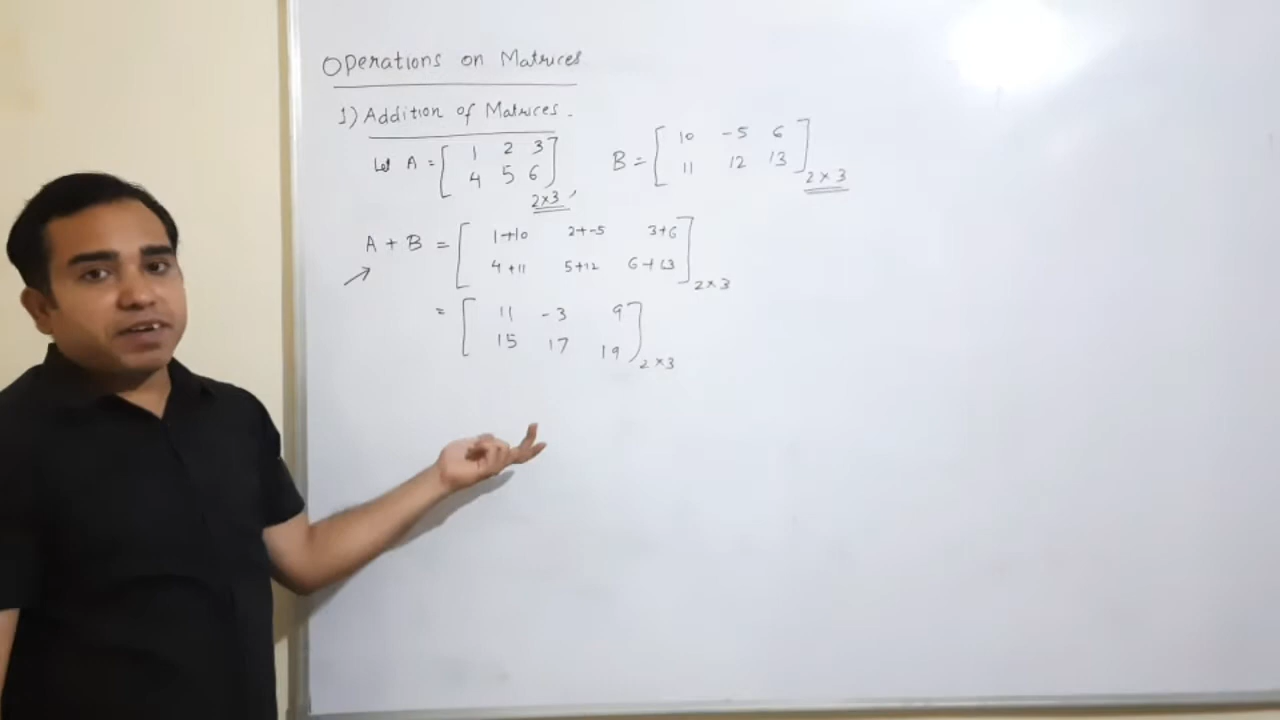 Operations on Matrices
1) Addition of Matrices.
Let A = [ 1 2 3
4 5 6 ] 2×3 , B = [ 10 -5 6
11 12 13 ] 2×3
A + B = [ 1+10 2+-5 3+6
4+11 5+12 6+13 ] 2×3
= [ 11 -3 9
15 17 19 ] 2×3